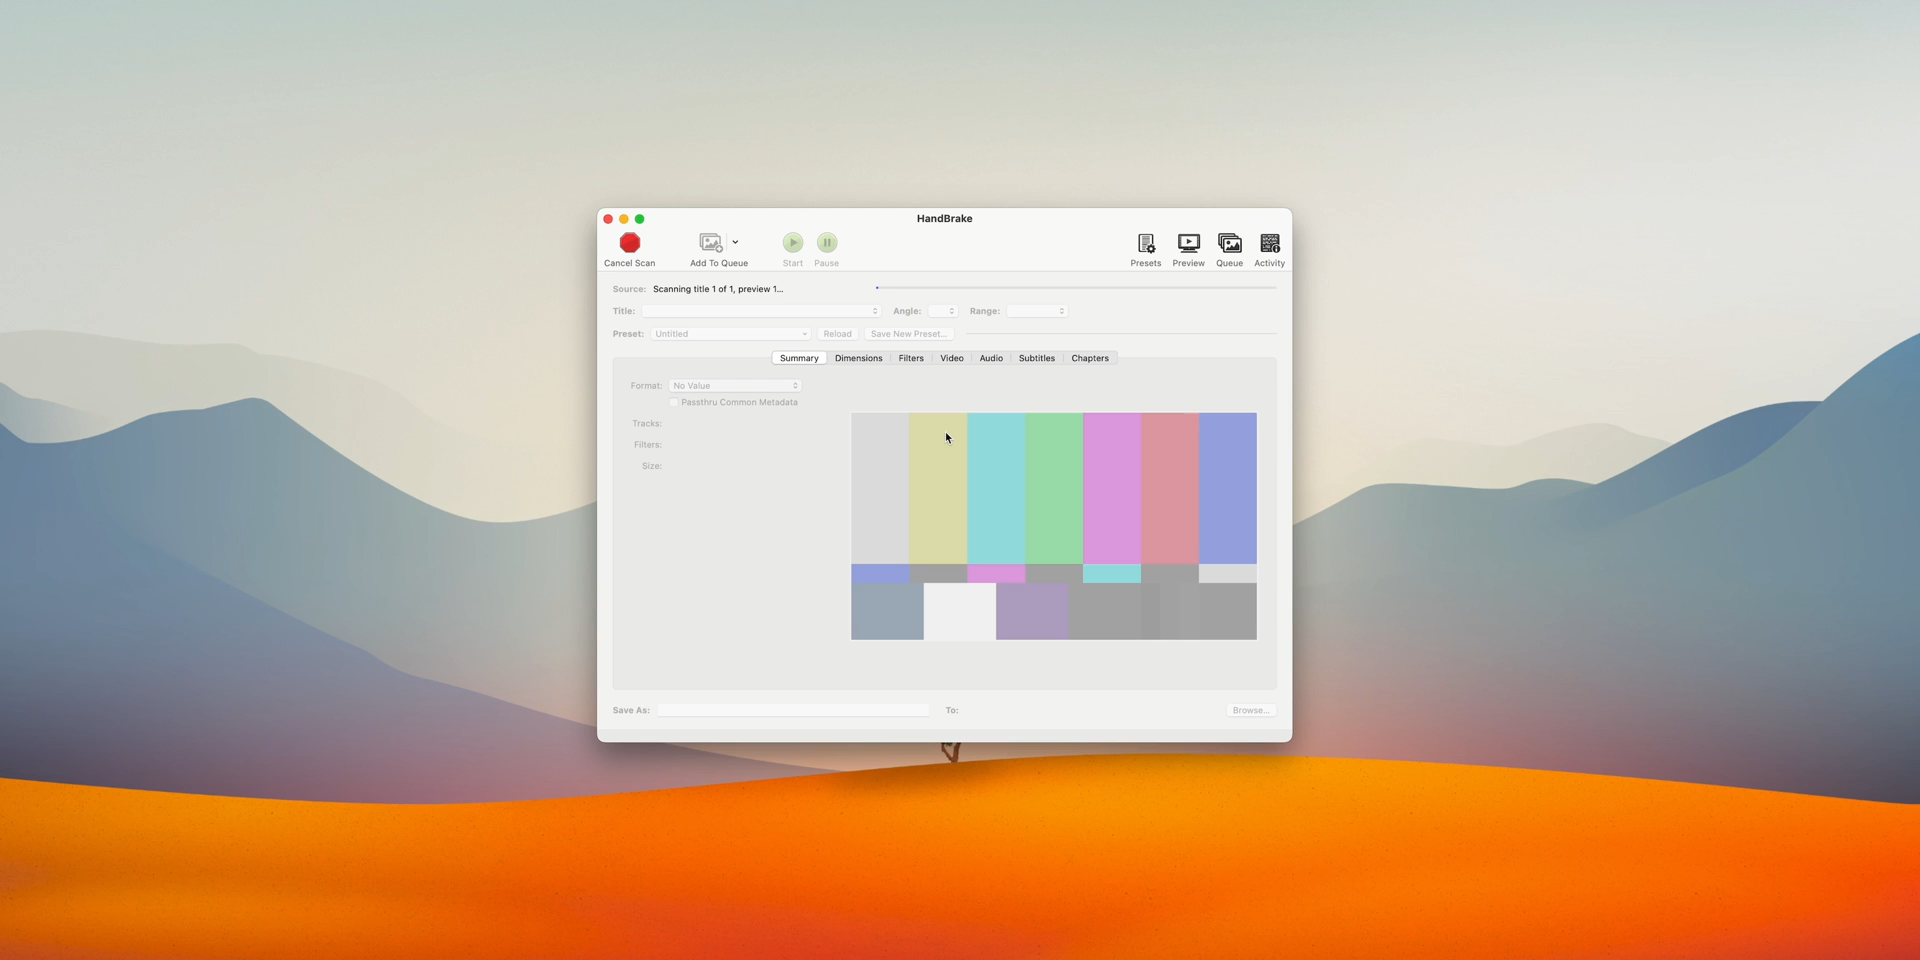 HandBrake
Cancel Scan
Add To Queue
Start
Pause
Presets
Preview
Queue
Activity
Source: Scanning title 1 of 1, preview 1...
Title:
Angle:
Range:
Preset: Untitled
Reload
Save New Preset...
Summary
Dimensions
Filters
Video
Audio
Subtitles
Chapters
Format: No Value
Passthru Common Metadata
Tracks:
Filters:
Size:
Save As:
To:
Browse...